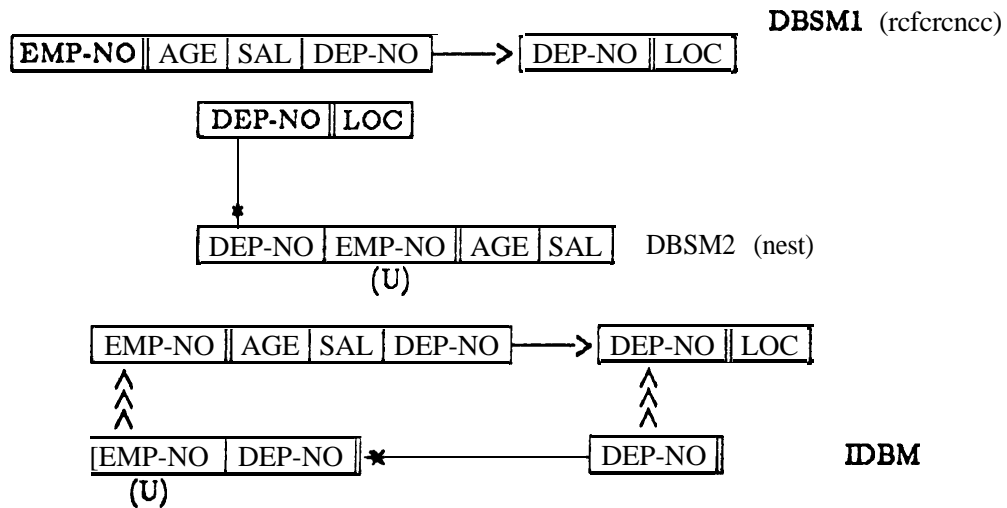 DBSM1 (rcfcrcncc)
EMP-NO AGE SAL DEP-NO DEP-NO LOC
DEP-NO LOC
DEP-NO EMP-NO AGE SAL DBSM2 (nest)
(U)
EMP-NO AGE SAL DEP-NO DEP-NO LOC
[EMP-NO DEP-NO DEP-NO IDBM
(U)